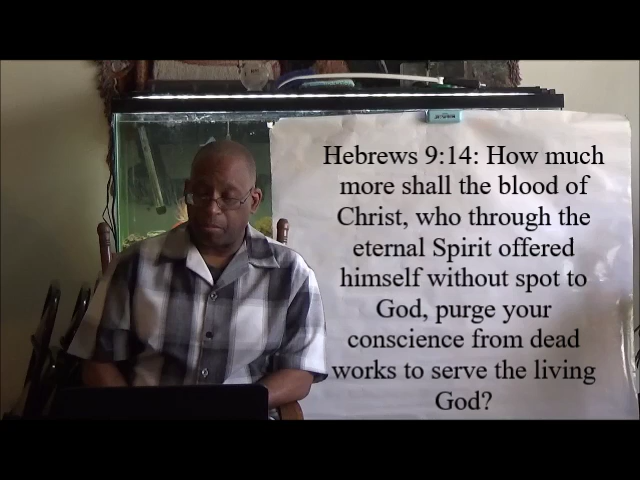 Hebrews 9:14: How much
more shall the blood of
Christ, who through the
eternal Spirit offered
himself without spot to
God, purge your
conscience from dead
works to serve the living
God?